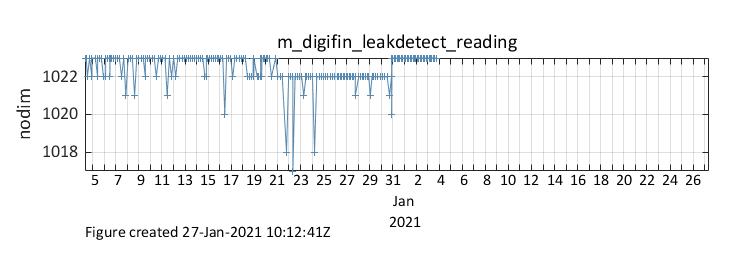 m_digifin_leakdetect_reading
nodim
1022
1020
1018
5 7 9 11 13 15 17 19 21 23 25 27 29 31 2 4 6 8 10 12 14 16 18 20 22 24 26
Jan
2021
Figure created 27-Jan-2021 10:12:41Z